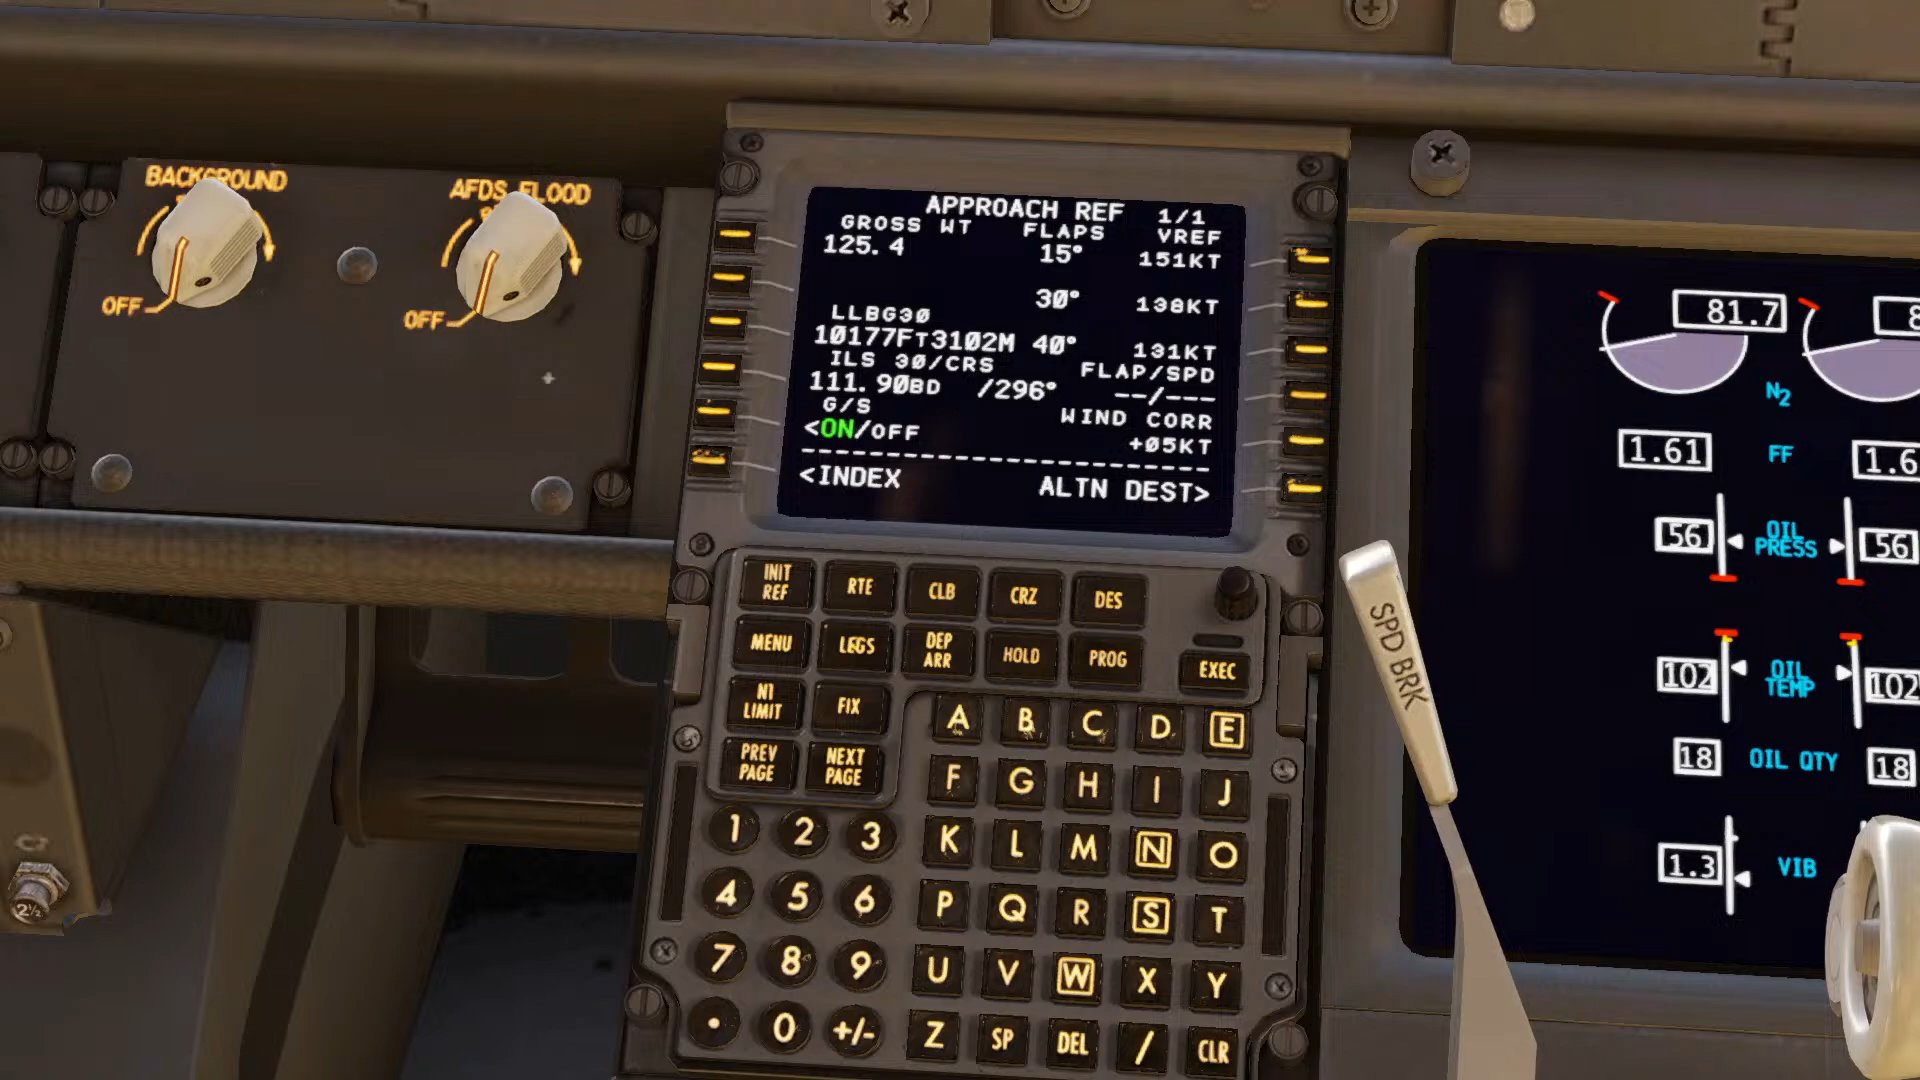 BACKGROUND
OFF
AFDS FLOOD
OFF
APPROACH REF 1/1
GROSS WT FLAPS VREF
125.4 15° 151KT
30° 138KT
LLBG30
10177FT3102M 40° 131KT
ILS 30/CRS FLAP/SPD
111.90BD /296° --/---
G/S WIND CORR
<ON/OFF +05KT
------------------------
<INDEX ALTN DEST>
INIT REF RTE CLB CRZ DES
MENU LEGS DEP ARR HOLD PROG EXEC
N1 LIMIT FIX
PREV PAGE NEXT PAGE
A B C D E
F G H I J
1 2 3 K L M N O
4 5 6 P Q R S T
7 8 9 U V W X Y
. 0 +/- Z SP DEL / CLR
SPD BRK
81.7
N2
1.61 FF
56 OIL PRESS 56
102 OIL TEMP 102
18 OIL QTY 18
1.3 VIB
2½